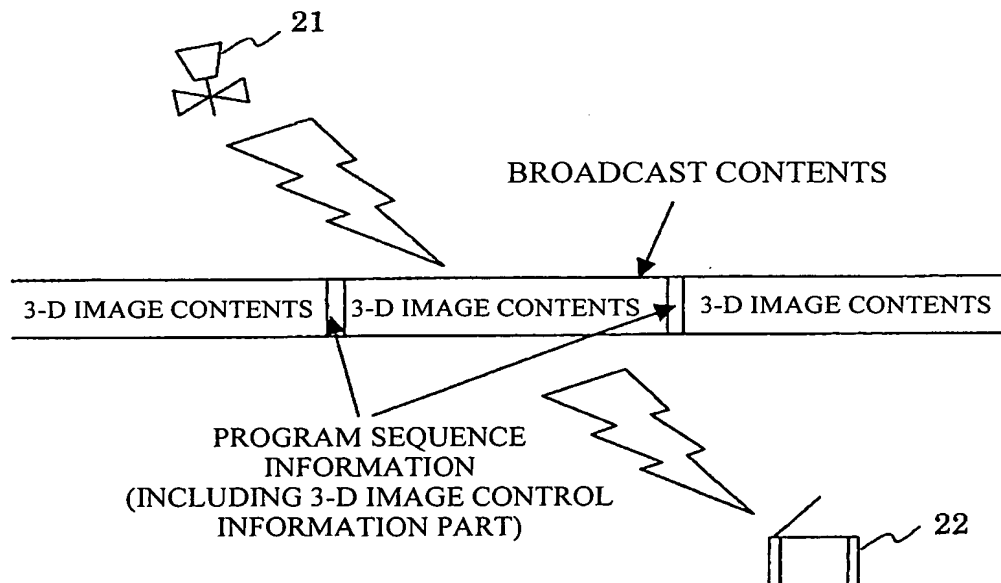 21
BROADCAST CONTENTS
3-D IMAGE CONTENTS
3-D IMAGE CONTENTS
3-D IMAGE CONTENTS
PROGRAM SEQUENCE
INFORMATION
(INCLUDING 3-D IMAGE CONTROL
INFORMATION PART)
22